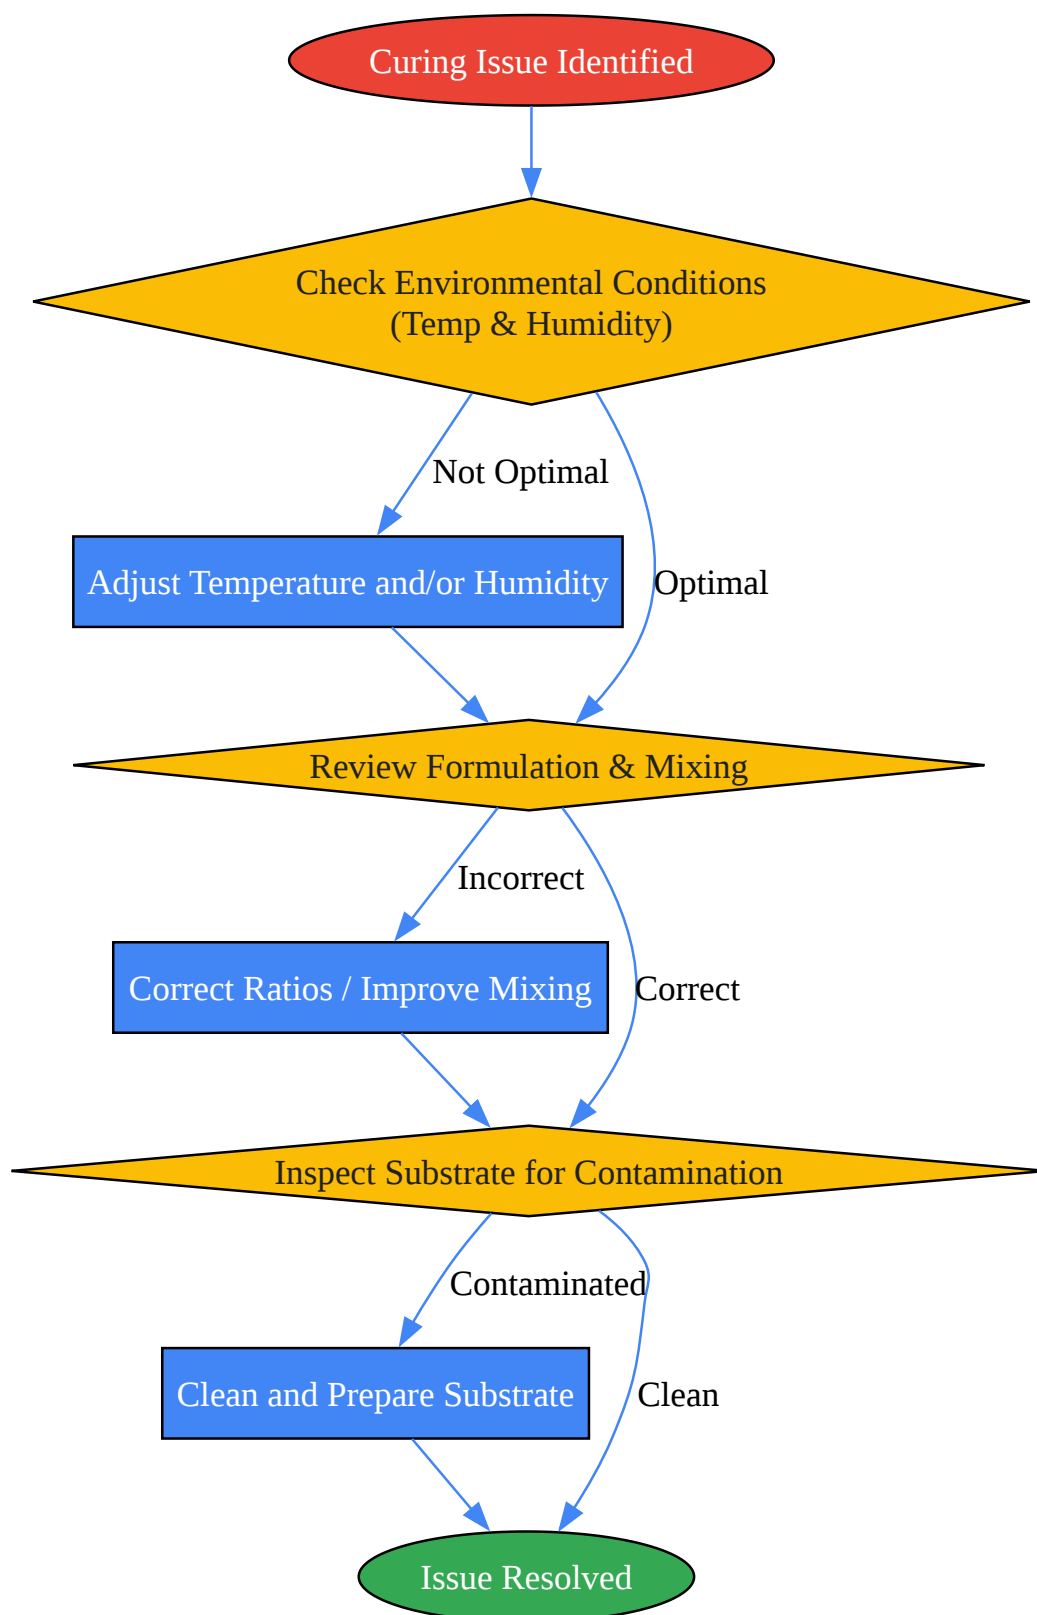 Curing Issue Identified
Check Environmental Conditions
(Temp & Humidity)
Not Optimal
Adjust Temperature and/or Humidity
Optimal
Review Formulation & Mixing
Incorrect
Correct Ratios / Improve Mixing
Correct
Inspect Substrate for Contamination
Contaminated
Clean and Prepare Substrate
Clean
Issue Resolved